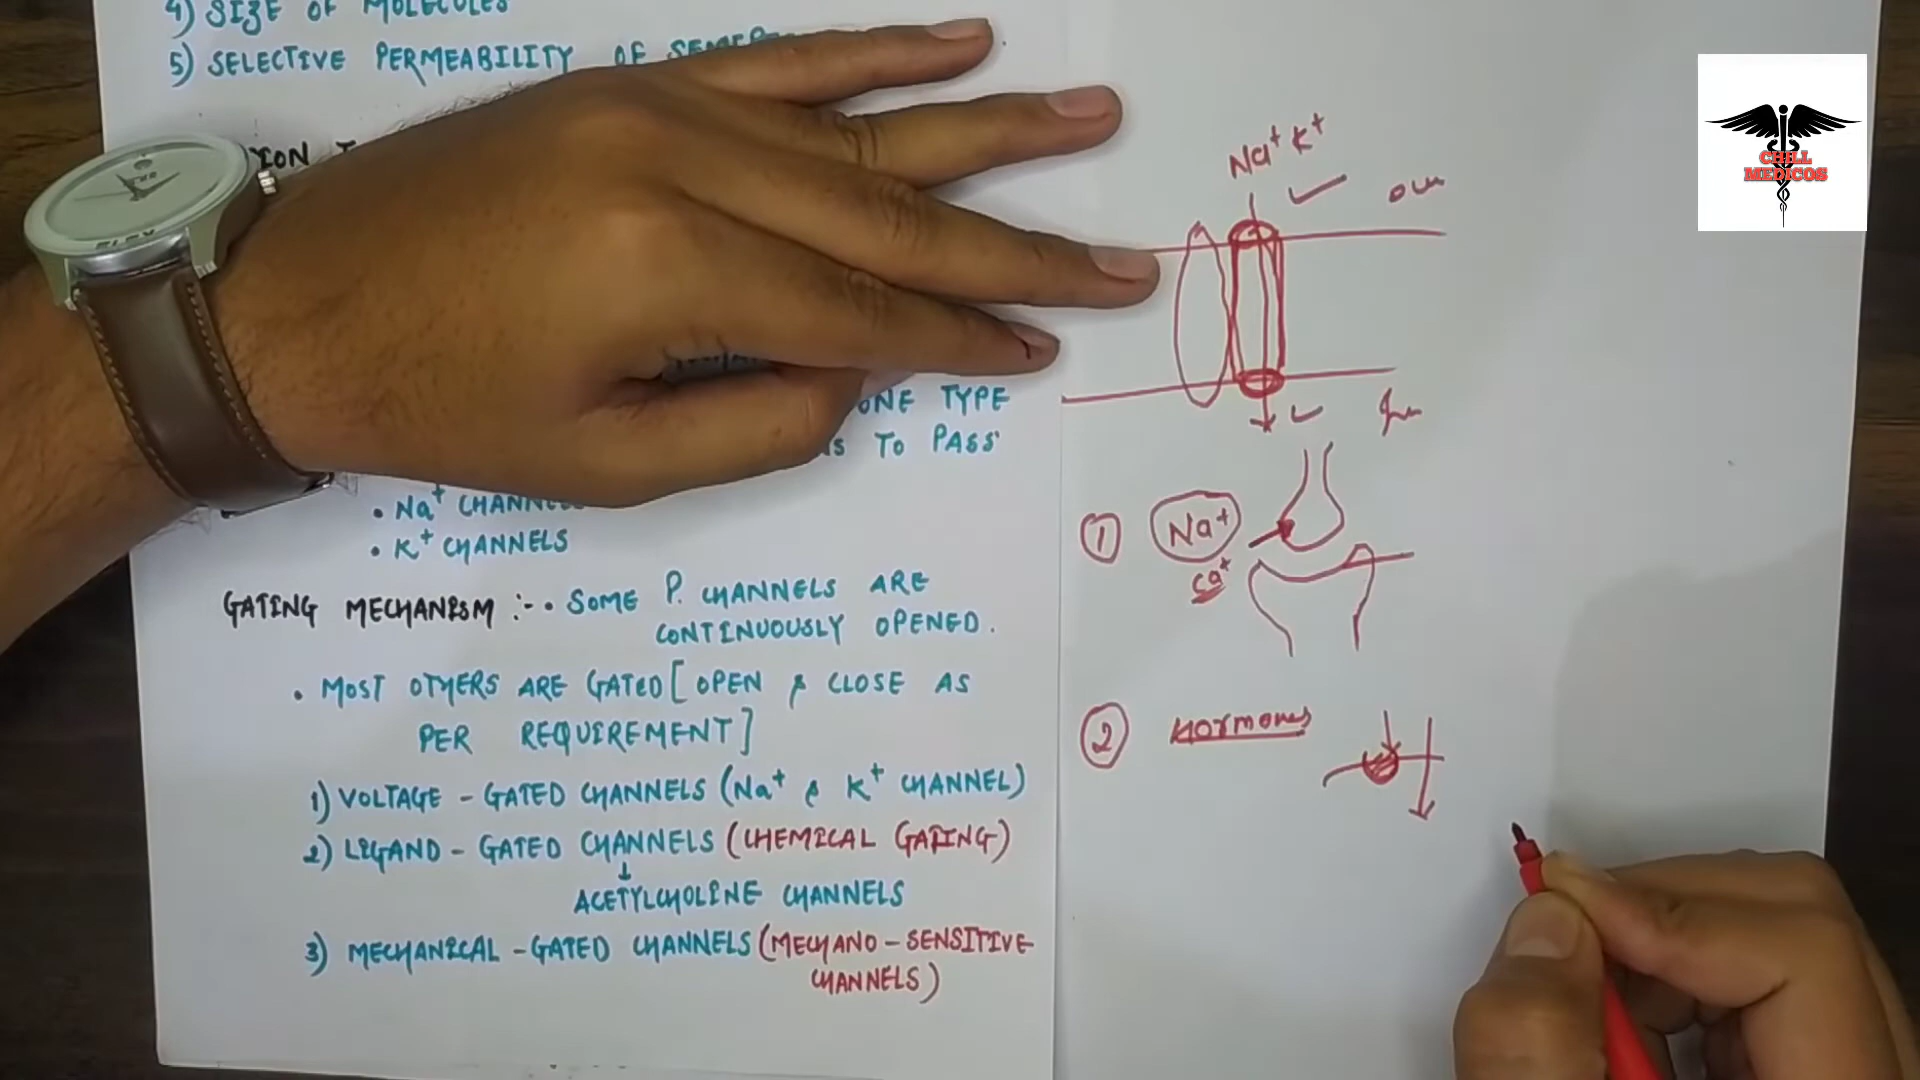 4) SIZE OF MOLECULES
5) SELECTIVE PERMEABILITY OF
ONE TYPE
TO PASS
• Na+ CHANNELS
• K+ CHANNELS
GATING MECHANISM :- • SOME P. CHANNELS ARE
CONTINUOUSLY OPENED.
• MOST OTHERS ARE GATED [OPEN & CLOSE AS
PER REQUIREMENT]
1) VOLTAGE - GATED CHANNELS (Na+ & K+ CHANNEL)
2) LIGAND - GATED CHANNELS (CHEMICAL GATING)
↓
ACETYLCHOLINE CHANNELS
3) MECHANICAL - GATED CHANNELS (MECHANO - SENSITIVE
CHANNELS)
Na+ K+
out
1 Na+
Ca+
2 Hormones
CHILL
MEDICOS